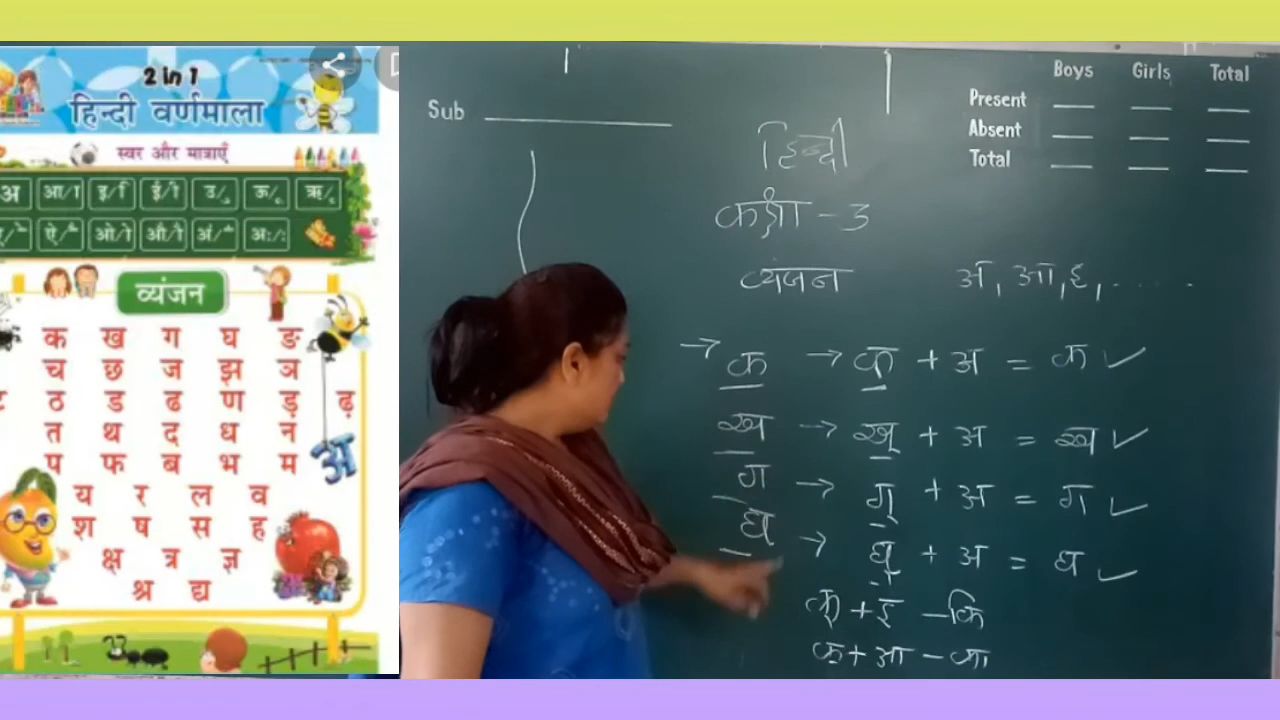 2 in 1
हिन्दी वर्णमाला
स्वर और मात्राएँ
अ आ/ा इ/ि ई/ी उ/ु ऊ/ू ऋ/ृ
ऐ/ै ओ/ो औ/ौ अं/ं अः/ः
व्यंजन
क ख ग घ ङ
च छ ज झ ञ
ट ठ ड ढ ण ड़ ढ़
त थ द ध न
प फ ब भ म
य र ल व
श ष स ह
क्ष त्र ज्ञ
श्र द्य
अ
Sub
Boys Girls Total
Present
Absent
Total
हिन्दी
कक्षा - 3
व्यंजन अ, आ, इ, ......
→ क → क् + अ = क ✓
ख → ख् + अ = ख ✓
ग → ग् + अ = ग ✓
घ → घ् + अ = घ ✓
क् + इ - कि
क + आ - का